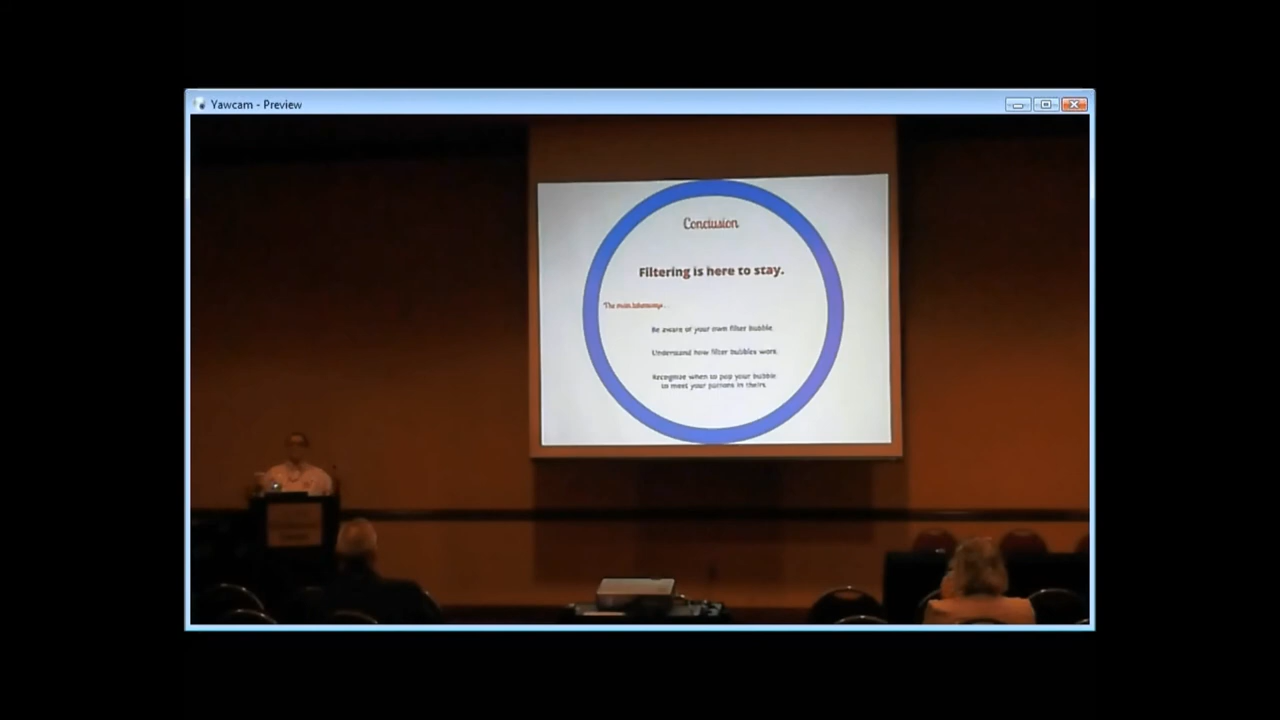 Yawcam - Preview
Conclusion
Filtering is here to stay.
The main takeaways...
Be aware of your own filter bubble.
Understand how filter bubbles work.
Recognize when to pop your bubble
to meet your patrons in theirs.